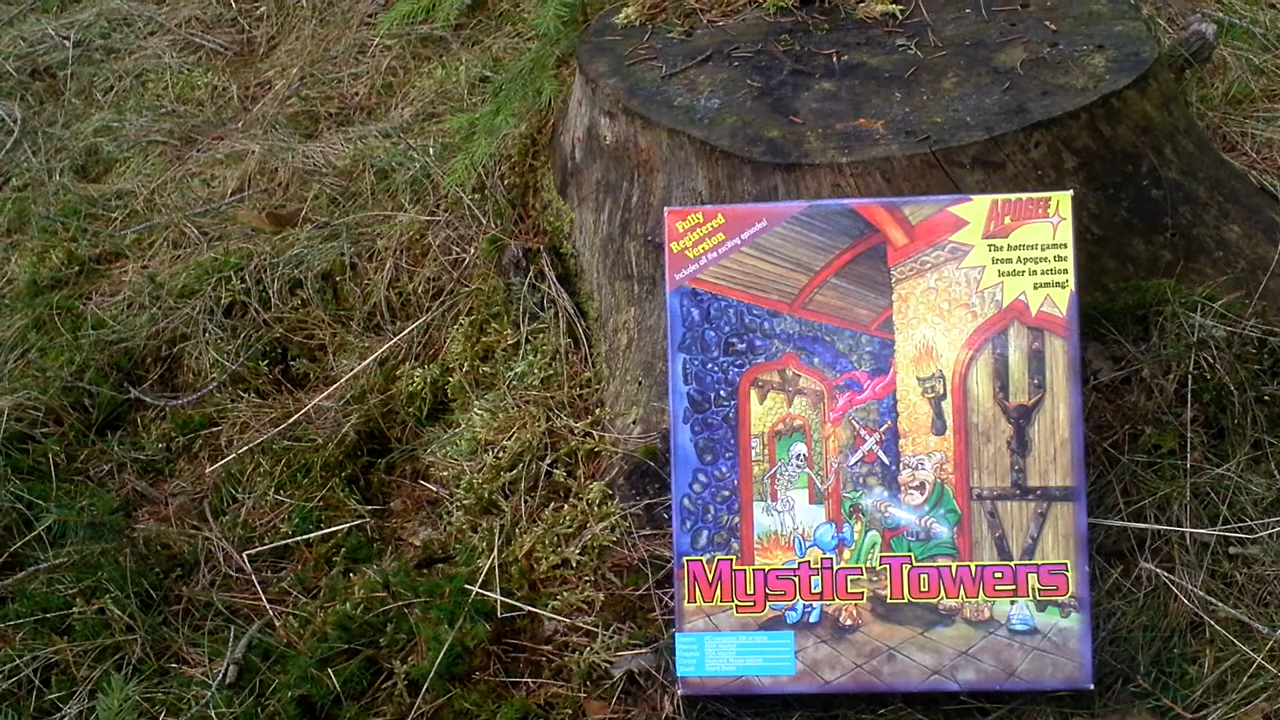 Fully
Registered
Version
Includes all the exciting episodes!
APOGEE
The hottest games
from Apogee, the
leader in action
gaming!
Mystic Towers